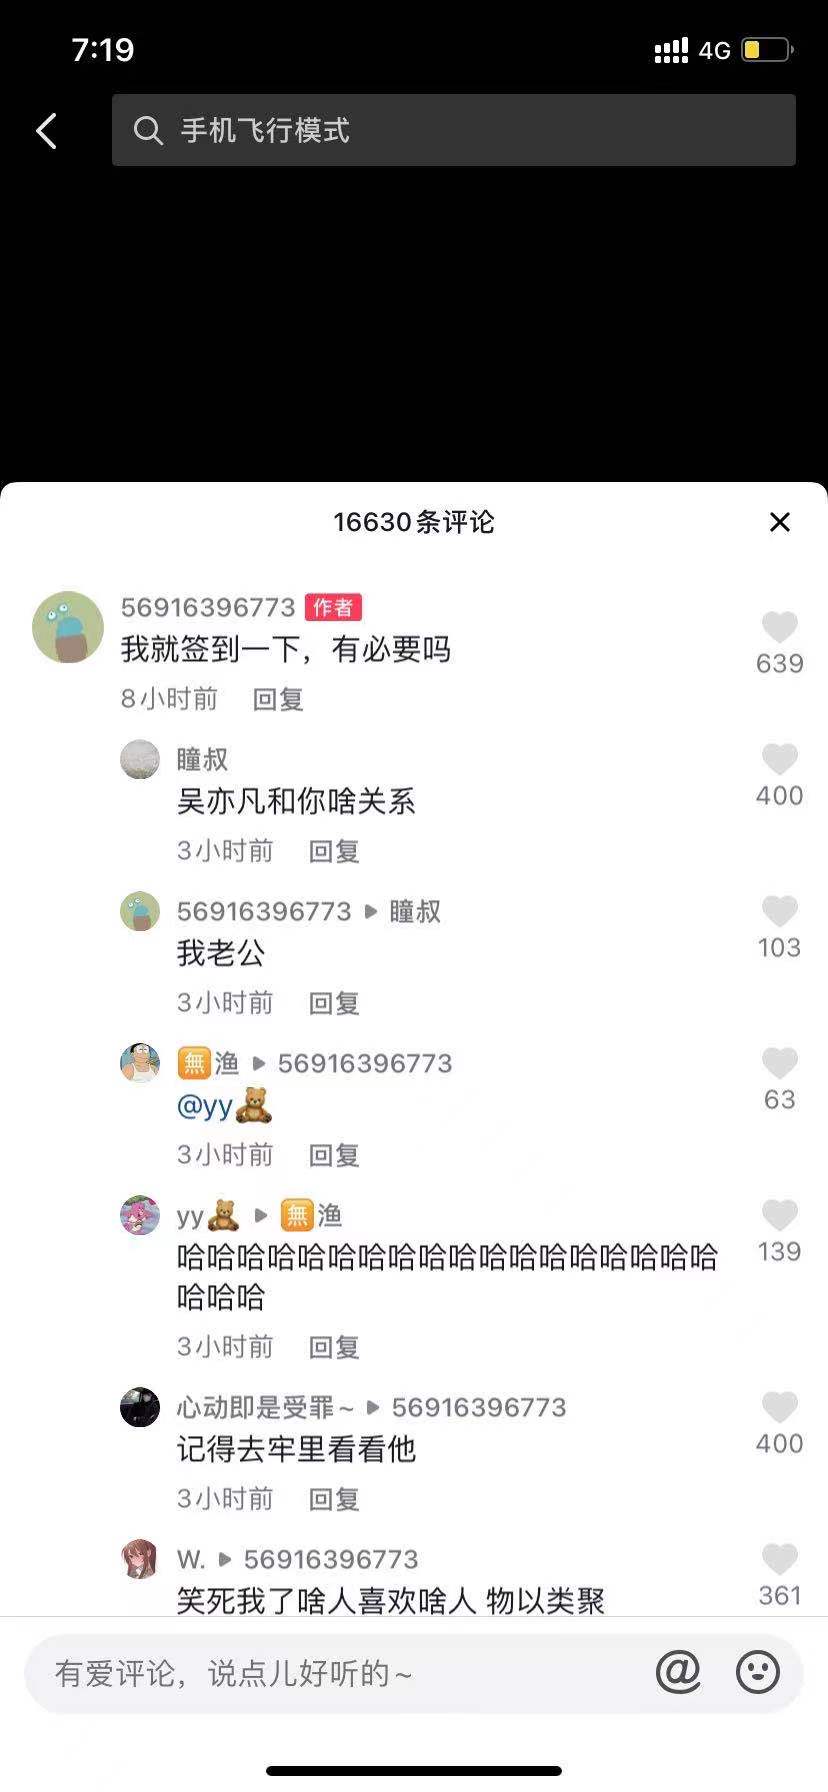 7:19
4G
手机飞行模式
16630条评论
56916396773 作者
我就签到一下，有必要吗
639
8小时前 回复
瞳叔
吴亦凡和你啥关系
400
3小时前 回复
56916396773 ▶ 瞳叔
我老公
103
3小时前 回复
🈚渔 ▶ 56916396773
@yy🧸
63
3小时前 回复
yy🧸 ▶ 🈚渔
哈哈哈哈哈哈哈哈哈哈哈哈哈哈哈哈哈哈
哈哈哈
139
3小时前 回复
心动即是受罪~ ▶ 56916396773
记得去牢里看看他
400
3小时前 回复
W. ▶ 56916396773
笑死我了啥人喜欢啥人 物以类聚
361
有爱评论，说点儿好听的~
@